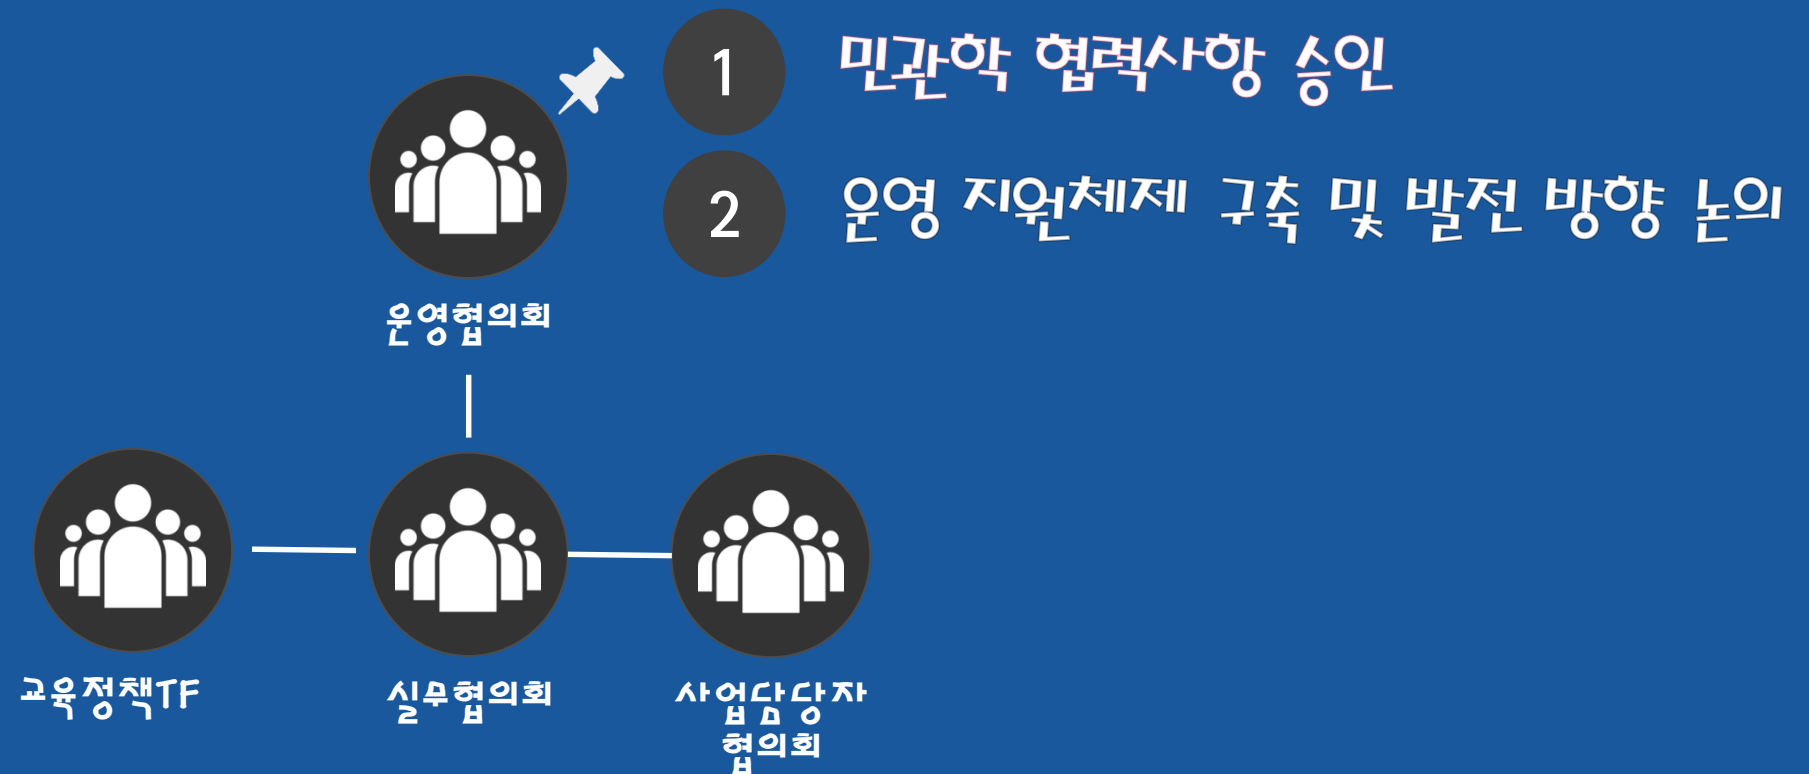 1 민관학 협력사항 승인
2 운영 지원체제 구축 및 발전 방향 논의
운영협의회
교육정책TF
실무협의회
사업담당자
협의회